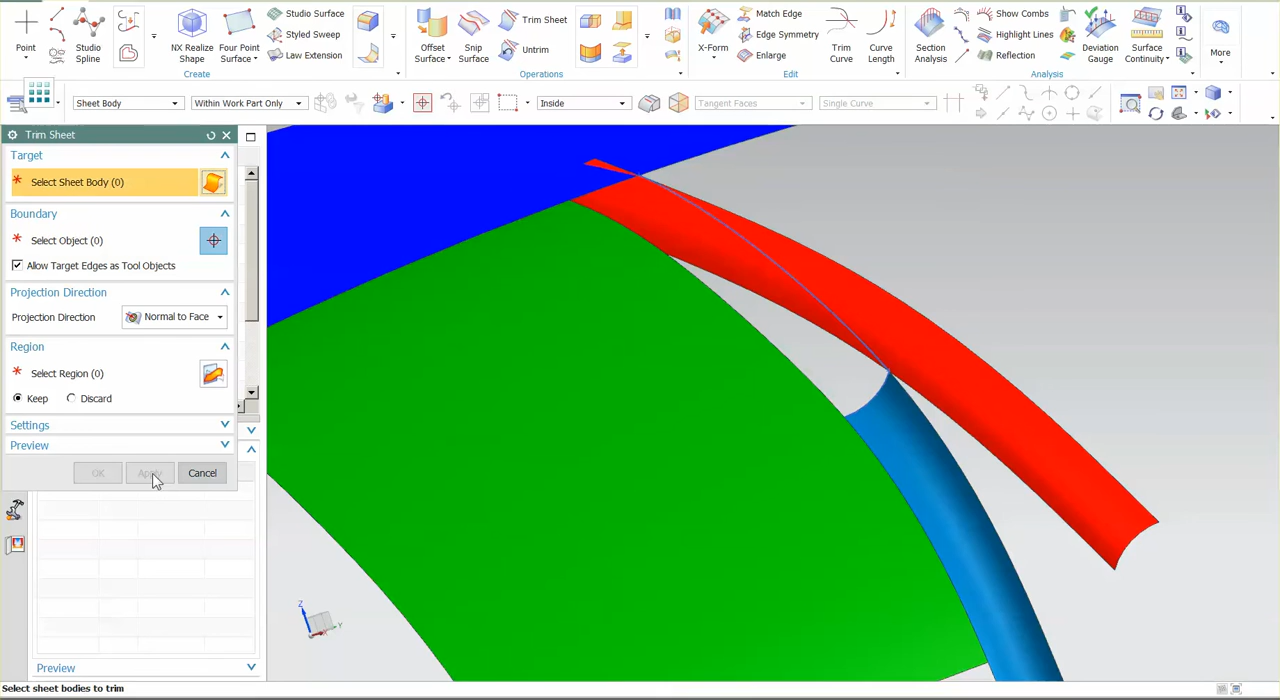 Point
Studio
Spline
NX Realize
Shape
Four Point
Surface
Studio Surface
Styled Sweep
Law Extension
Create
Offset
Surface
Snip
Surface
Trim Sheet
Untrim
Operations
X-Form
Match Edge
Edge Symmetry
Enlarge
Trim
Curve
Curve
Length
Edit
Section
Analysis
Show Combs
Highlight Lines
Reflection
Deviation
Gauge
Surface
Continuity
Analysis
More
Sheet Body
Within Work Part Only
Inside
Tangent Faces
Single Curve
Trim Sheet
Target
* Select Sheet Body (0)
Boundary
* Select Object (0)
Allow Target Edges as Tool Objects
Projection Direction
Projection Direction
Normal to Face
Region
* Select Region (0)
Keep
Discard
Settings
Preview
OK
Apply
Cancel
Z
Y
X
Preview
Select sheet bodies to trim